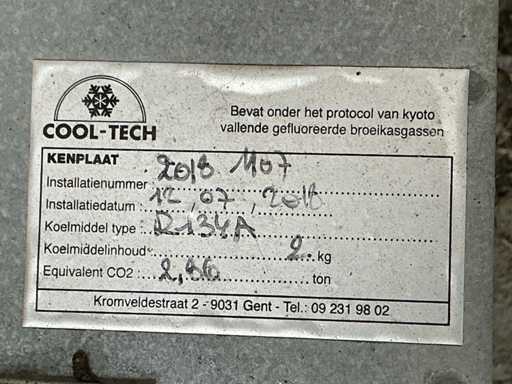 COOL-TECH
Bevat onder het protocol van kyoto
vallende gefluoreerde broeikasgassen
KENPLAAT
Installatienummer : 2018 1107
Installatiedatum : 12, 07, 2018
Koelmiddel type : R134A
Koelmiddelinhoud : 2 kg
Equivalent CO2 : 2,86 ton
Kromveldestraat 2 - 9031 Gent - Tel.: 09 231 98 02